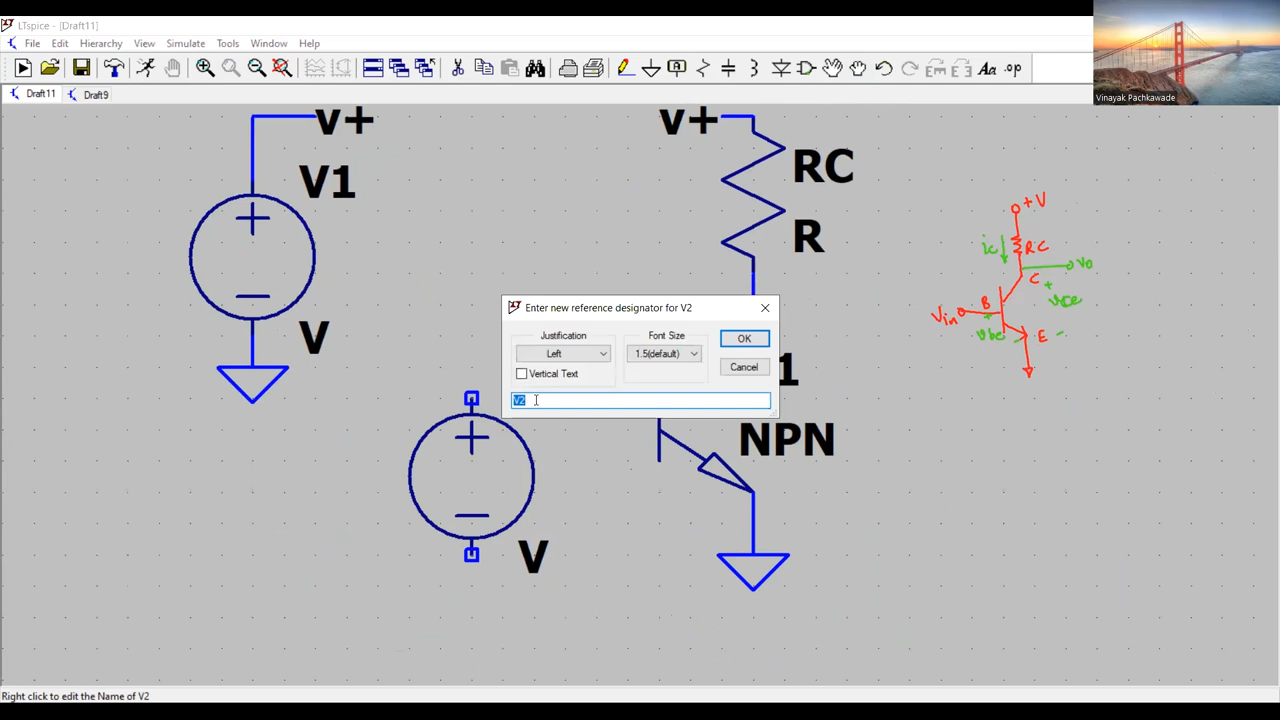 LTspice - [Draft11]
File Edit Hierarchy View Simulate Tools Window Help
Aa .op
Vinayak Pachkawade
Draft11 Draft9
v+
V1
V
v+
RC
R
+V
ic
RC
vo
C
+
vce
Vin
B
+
vbe
-
E
-
Enter new reference designator for V2
Justification
Left
Vertical Text
Font Size
1.5(default)
OK
Cancel
V2
1
NPN
V
Right click to edit the Name of V2